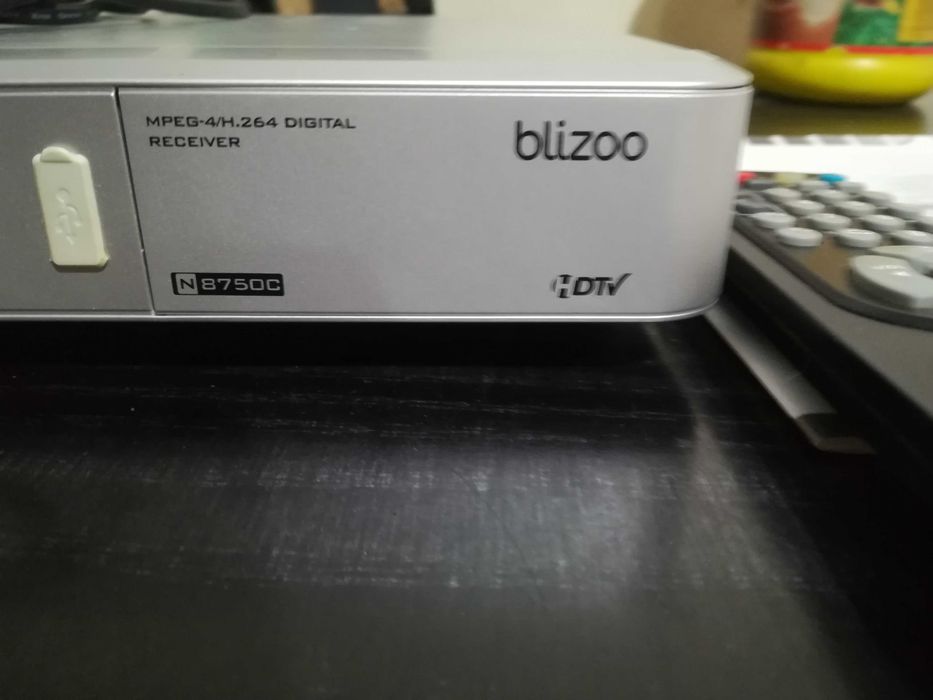 MPEG-4/H.264 DIGITAL
RECEIVER
blizoo
N 8750C
HDTV